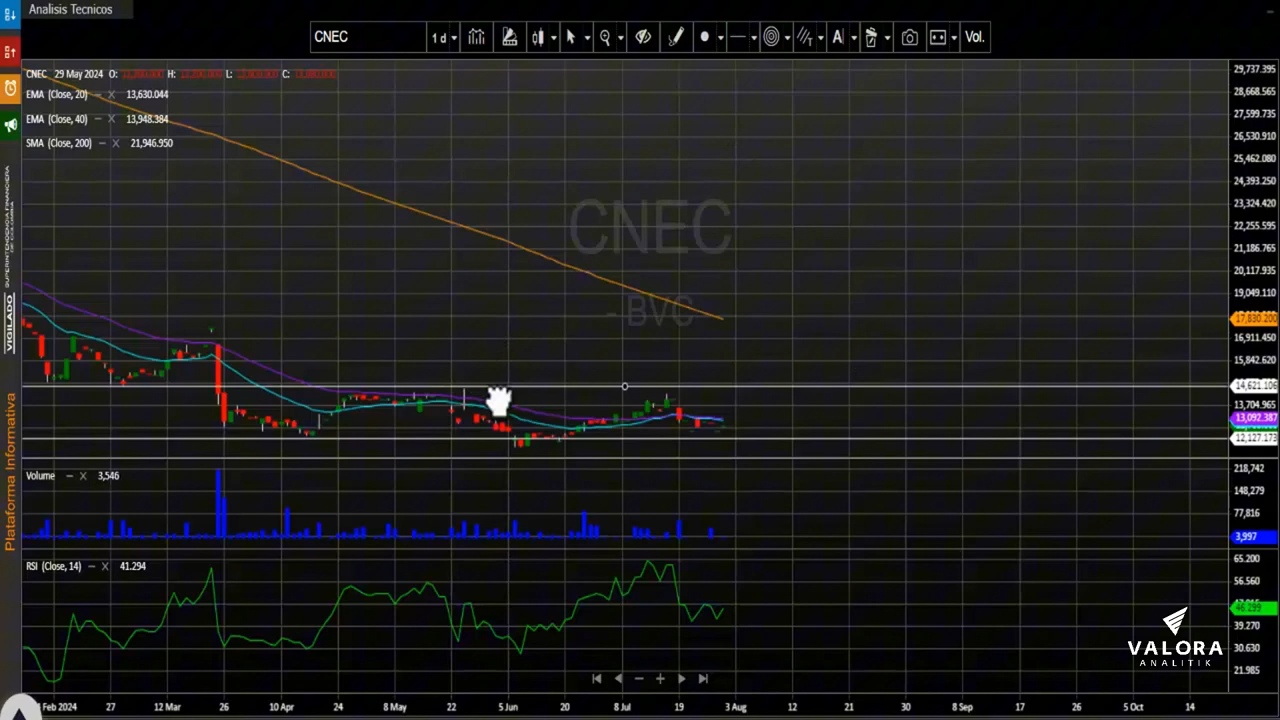 Analisis Tecnicos
CNEC
1 d
Vol.
CNEC 29 May 2024 O: H: L: C:
EMA (Close, 20) – X 13,630.044
EMA (Close, 40) – X 13,948.384
SMA (Close, 200) – X 21,946.950
CNEC
- BVC
29,737.395
28,668.565
27,599.735
26,530.910
25,462.080
24,393.250
23,324.420
22,255.595
21,186.765
20,117.935
19,049.110
17,830.200
16,911.450
15,842.620
14,621.106
13,704.965
13,092.387
12,127.173
Volume – X 3,546
218,742
148,279
77,816
3,997
RSI (Close, 14) – X 41.294
65.200
56.560
46.299
39.270
30.630
21.985
Feb 2024 27 12 Mar 26 10 Apr 24 8 May 22 5 Jun 20 8 Jul 19 3 Aug 12 21 30 8 Sep 17 26 5 Oct 14
VIGILADO
Plataforma Informativa
VALORA
ANALITIK